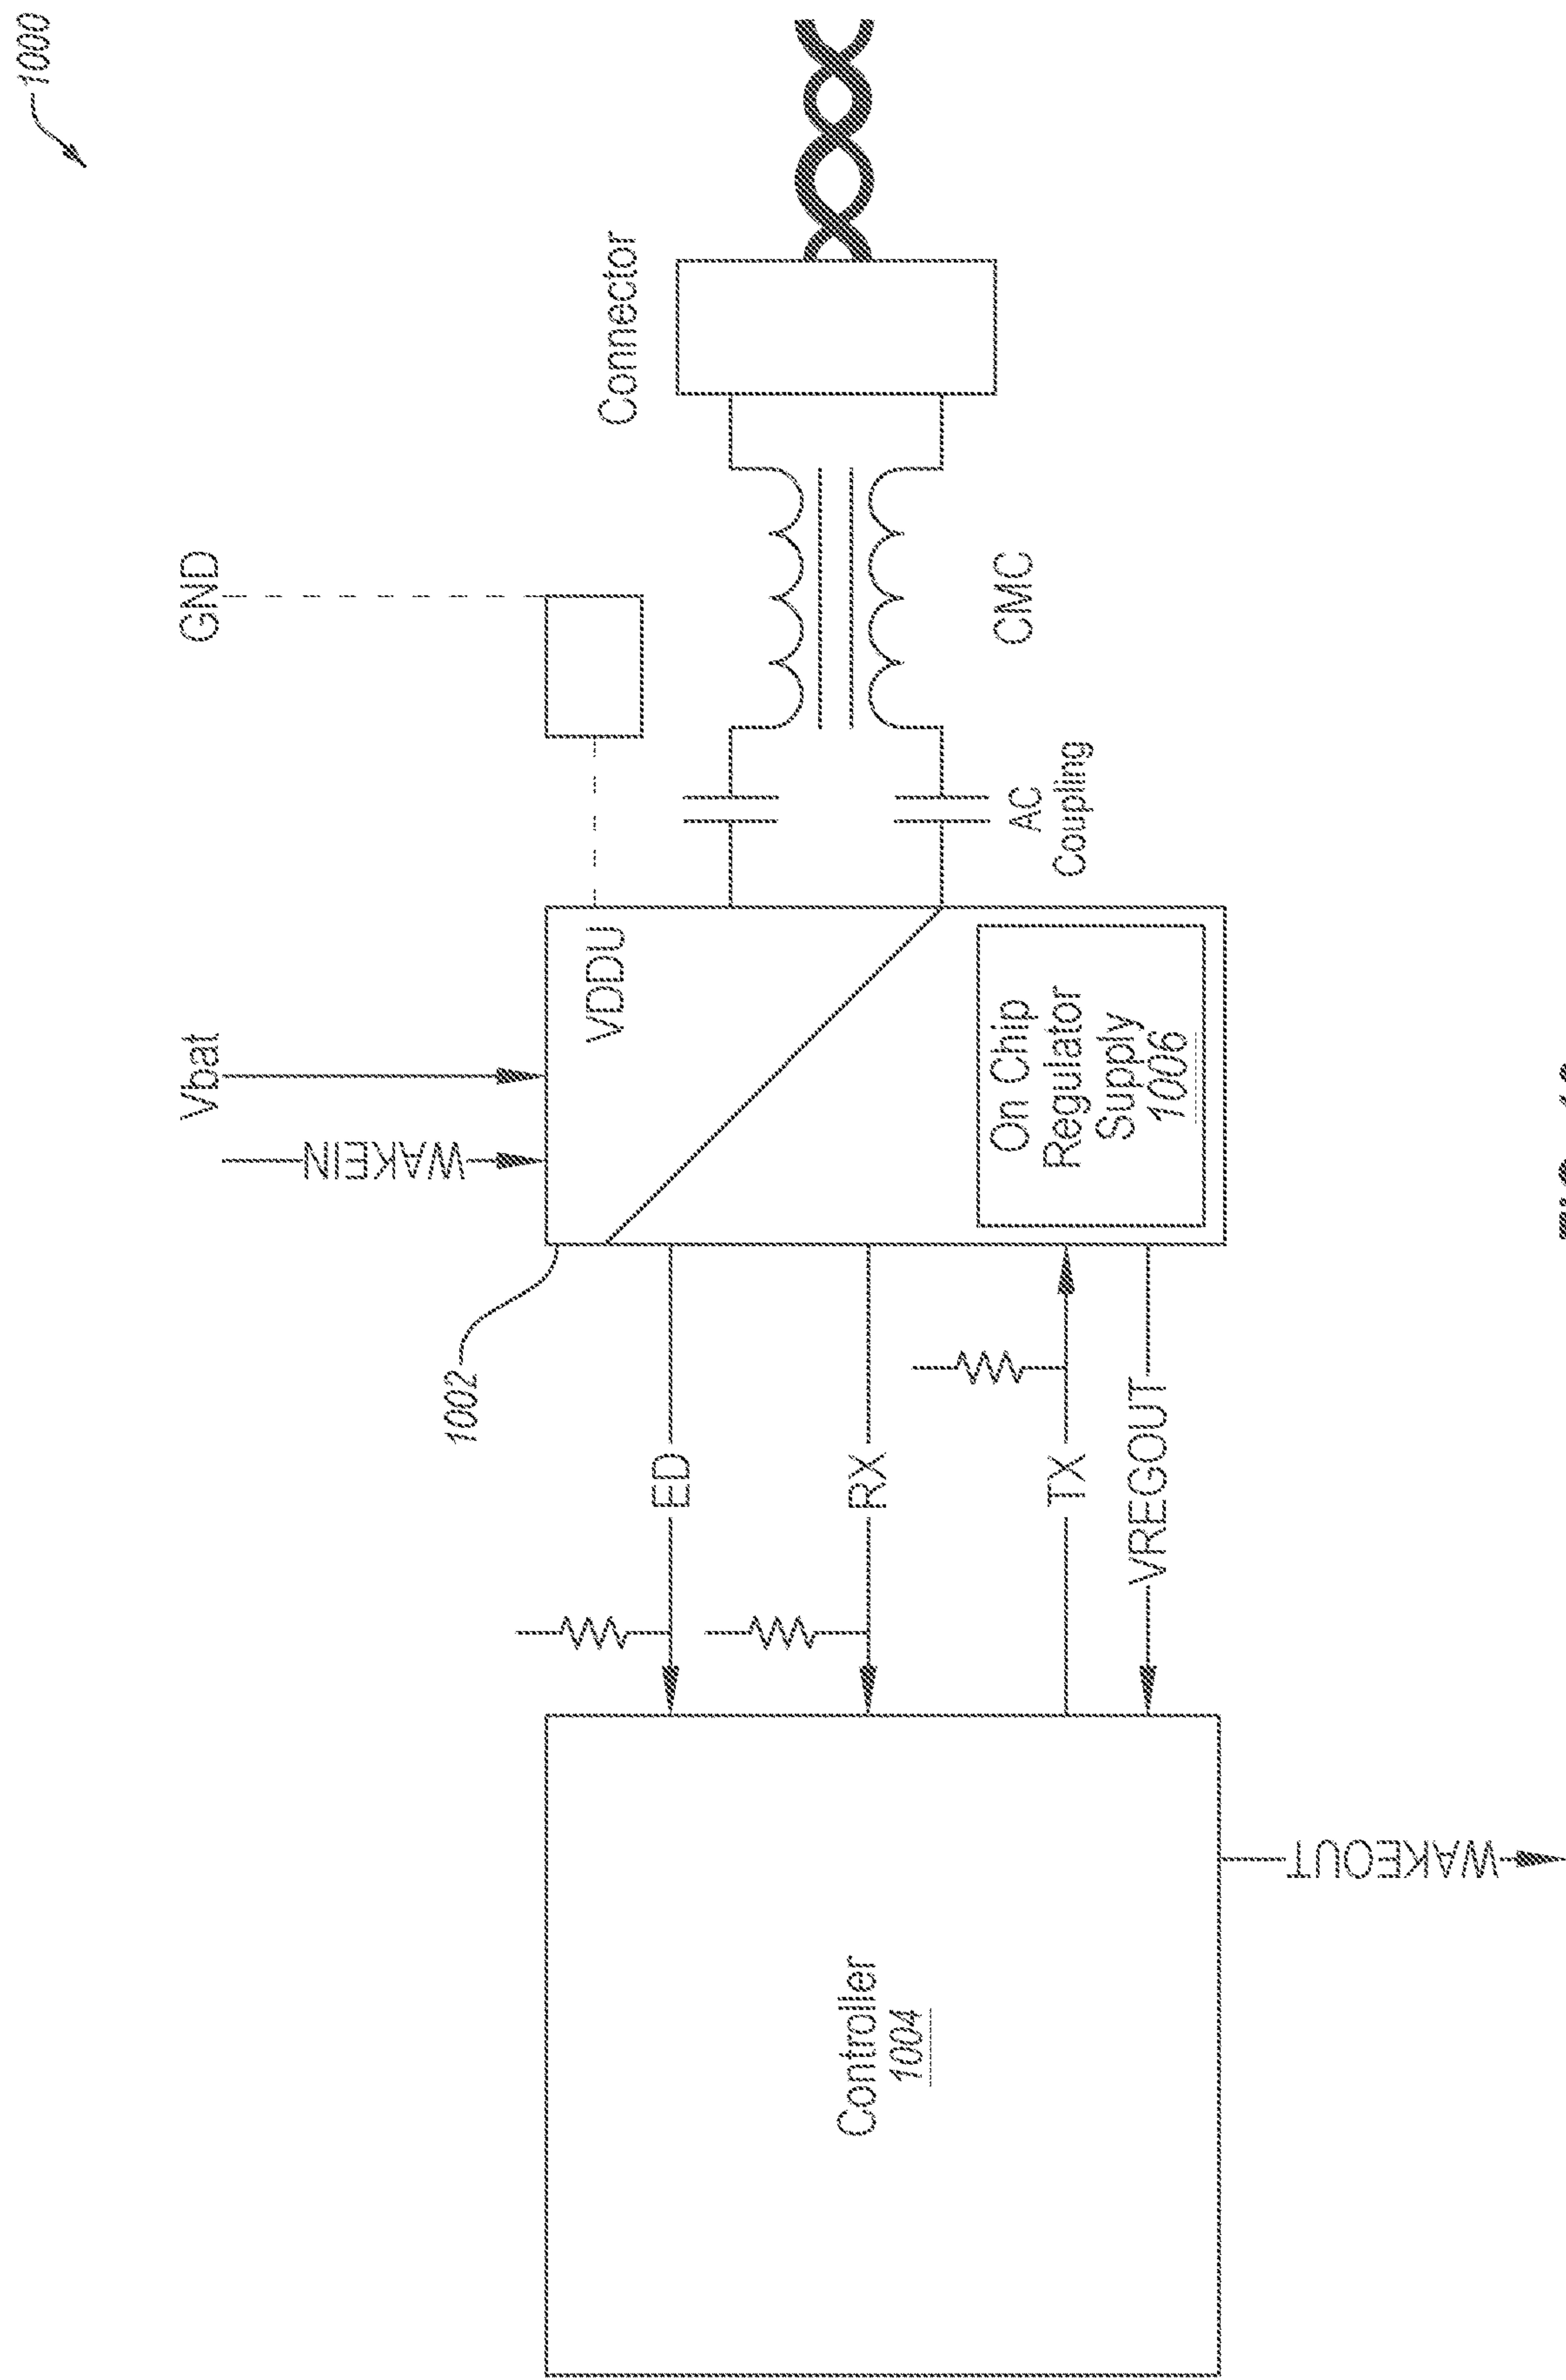 1000
GND
Vbat
WAKEIN
Connector
VDDU
CMC
AC
Coupling
1002
On Chip
Regulator
Supply
1006
ED
RX
TX
VREGOUT
Controller
1004
WAKEOUT